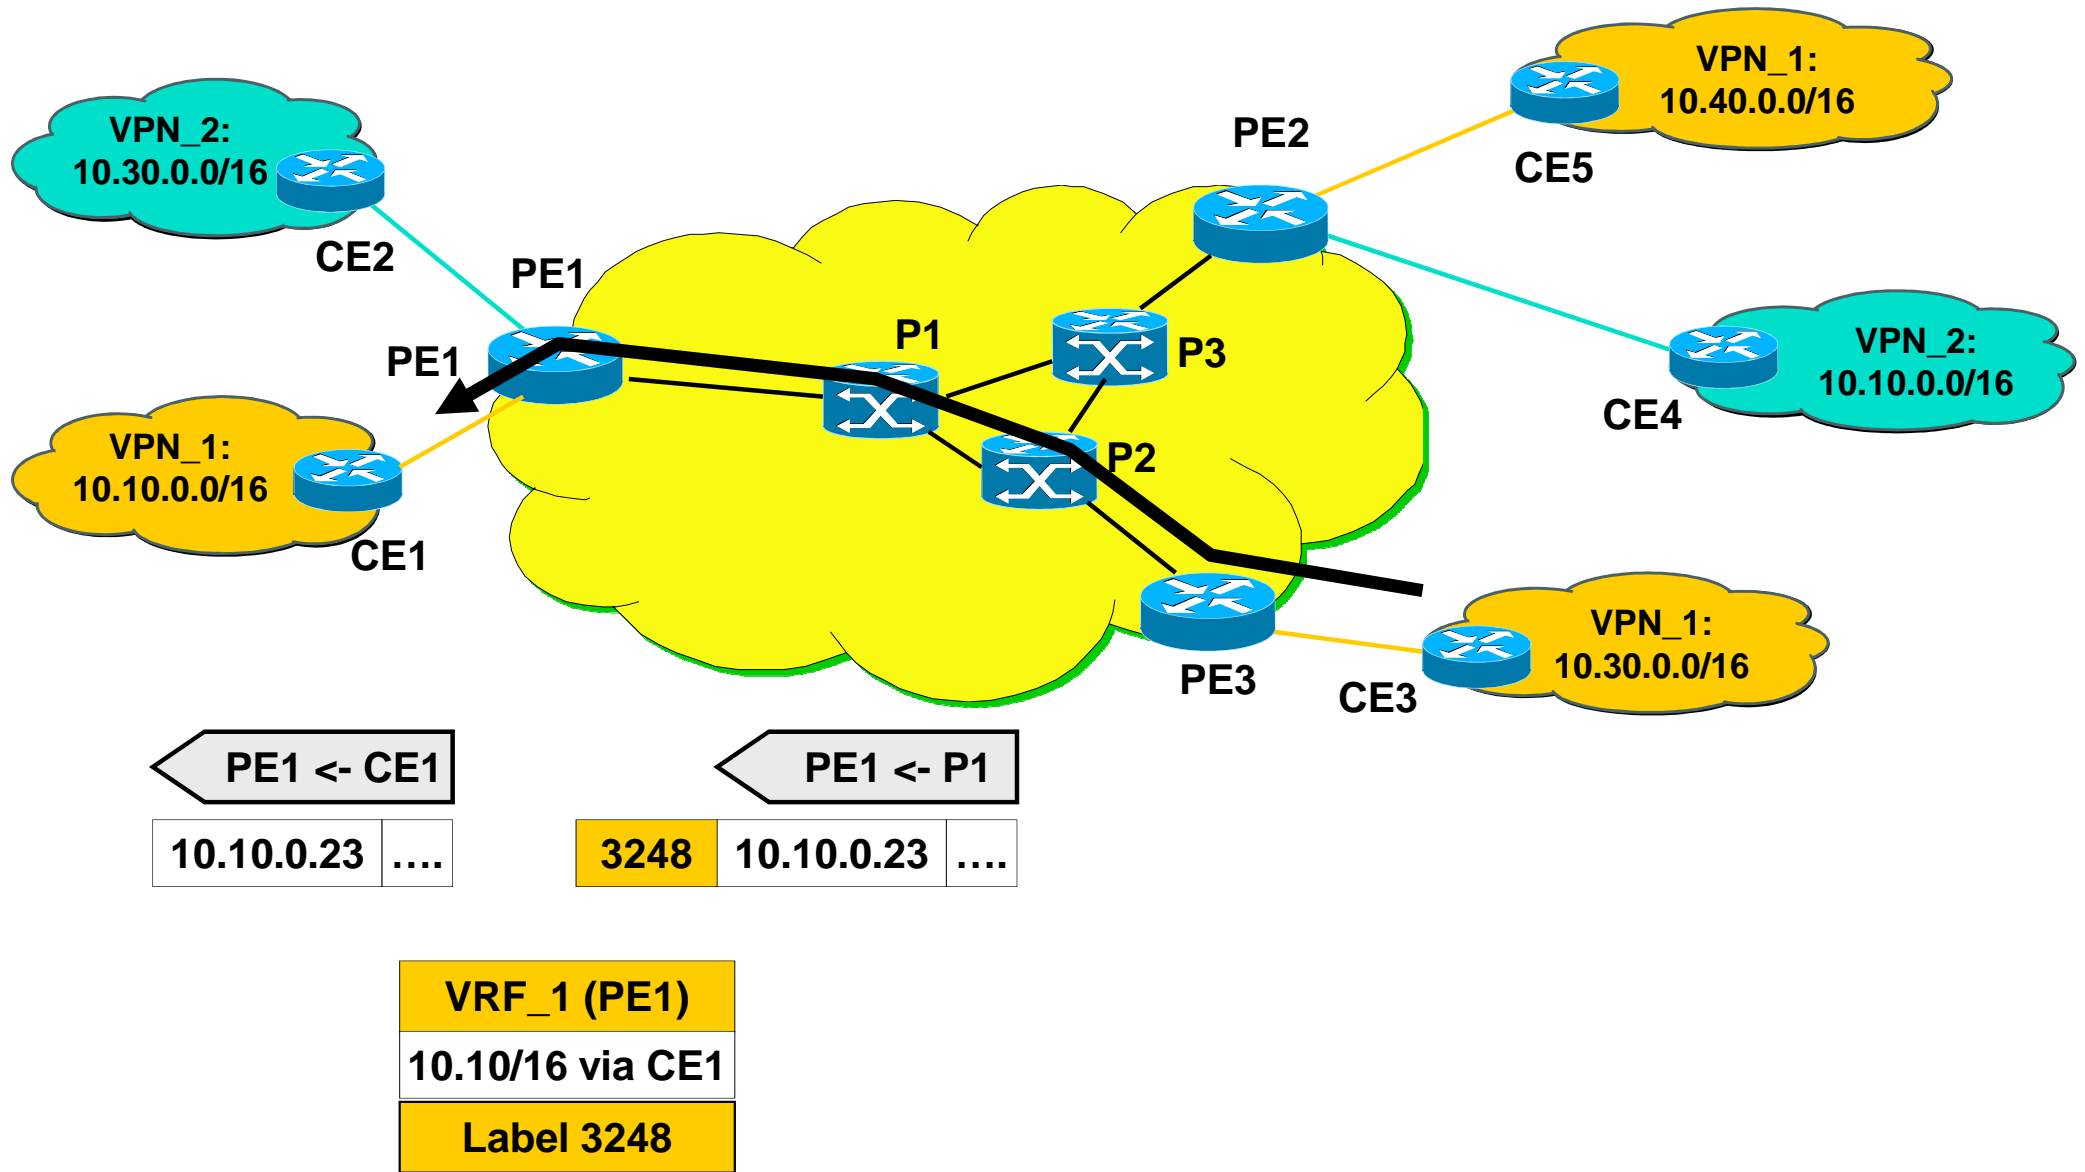 VPN_1:
10.40.0.0/16
VPN_2:
10.30.0.0/16
PE2
CE5
CE2
PE1
P1
PE1
P3
VPN_2:
10.10.0.0/16
CE4
VPN_1:
10.10.0.0/16
P2
CE1
VPN_1:
10.30.0.0/16
PE3
CE3
PE1 <- CE1
PE1 <- P1
10.10.0.23 ....
3248 10.10.0.23 ....
VRF_1 (PE1)
10.10/16 via CE1
Label 3248